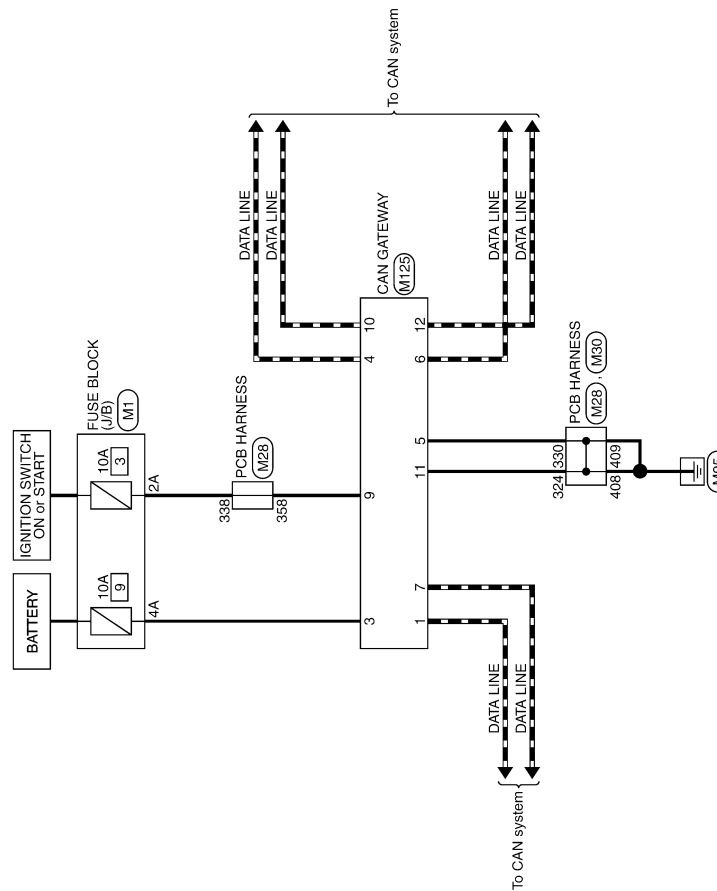 BATTERY
IGNITION SWITCH
ON or START
10A
9
10A
3
FUSE BLOCK
(J/B)
M1
4A
2A
338
PCB HARNESS
M28
358
DATA LINE
DATA LINE
To CAN system
3
9
4
10
CAN GATEWAY
M125
1
7
11
5
6
12
DATA LINE
DATA LINE
To CAN system
DATA LINE
DATA LINE
324
330
PCB HARNESS
M28 , M30
408
409